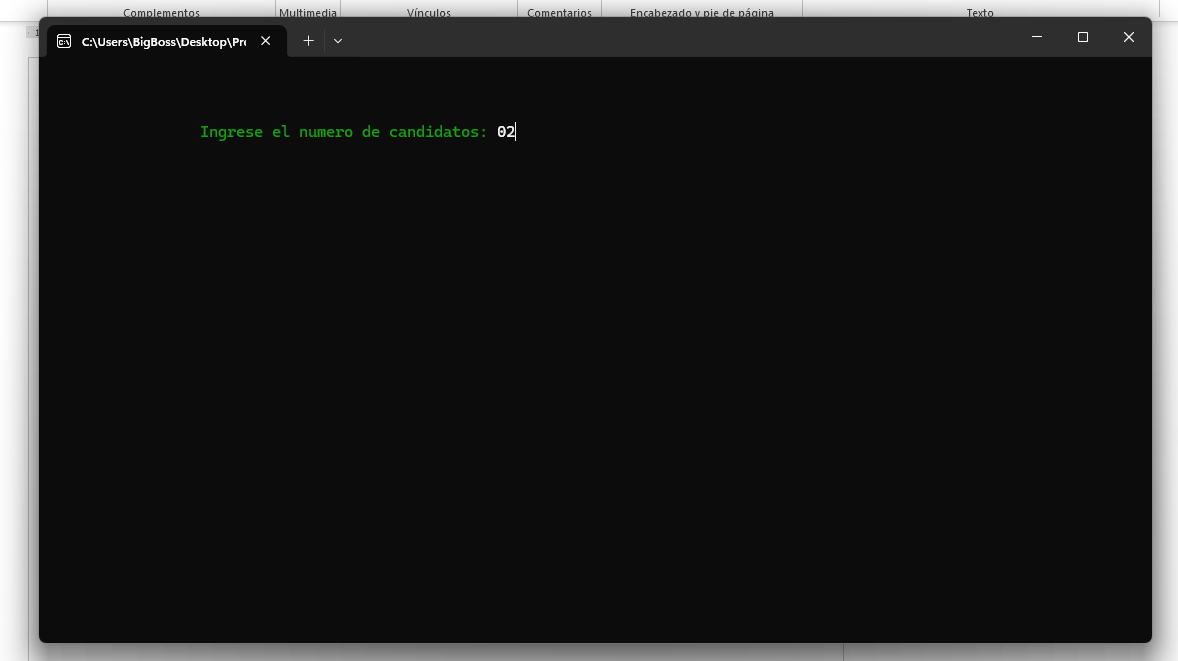 Complementos Multimedia Vínculos Comentarios Encabezado y pie de página Texto
1
C:\Users\BigBoss\Desktop\Pr
Ingrese el numero de candidatos: 02